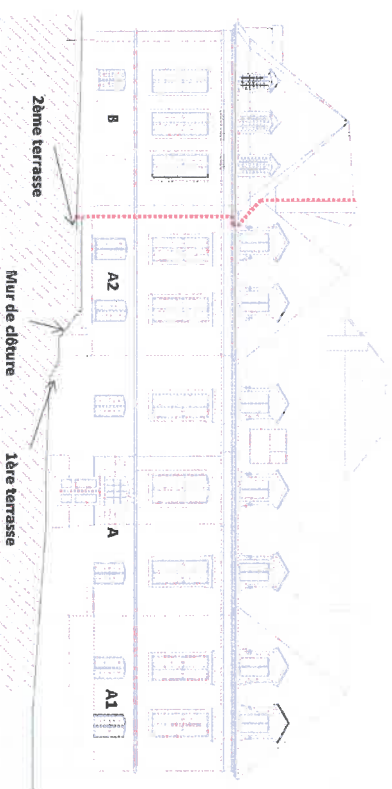 B
A2
A
A1
2ème terrasse
Mur de clôture
1ère terrasse